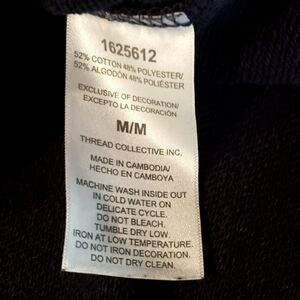 1625612
52% COTTON 48% POLYESTER/
52% ALGODÓN 48% POLIÉSTER
EXCLUSIVE OF DECORATION/
EXCEPTO LA DECORACIÓN
M/M
THREAD COLLECTIVE INC.
MADE IN CAMBODIA/
HECHO EN CAMBOYA
MACHINE WASH INSIDE OUT
IN COLD WATER ON
DELICATE CYCLE.
DO NOT BLEACH.
TUMBLE DRY LOW.
IRON AT LOW TEMPERATURE.
DO NOT IRON DECORATION.
DO NOT DRY CLEAN.